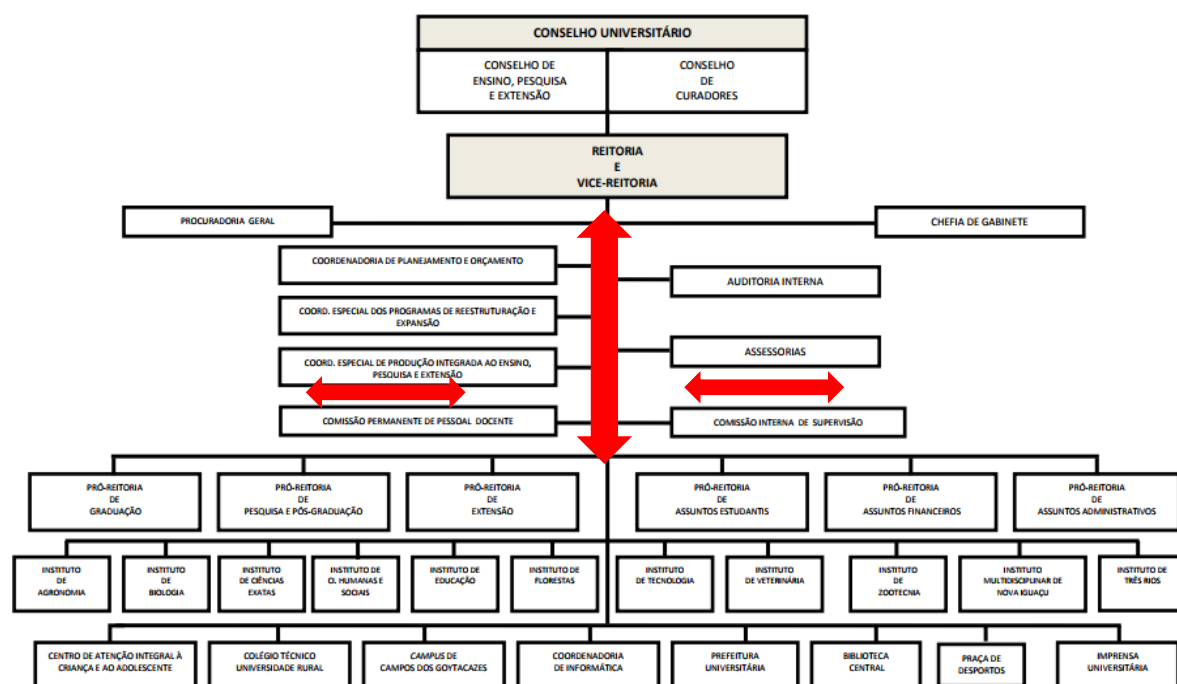 CONSELHO UNIVERSITÁRIO
CONSELHO DE
ENSINO, PESQUISA
E EXTENSÃO
CONSELHO
DE
CURADORES
REITORIA
E
VICE-REITORIA
PROCURADORIA GERAL
CHEFIA DE GABINETE
COORDENADORIA DE PLANEJAMENTO E ORÇAMENTO
AUDITORIA INTERNA
COORD. ESPECIAL DOS PROGRAMAS DE REESTRUTURAÇÃO E
EXPANSÃO
ASSESSORIAS
COORD. ESPECIAL DE PRODUÇÃO INTEGRADA AO ENSINO,
PESQUISA E EXTENSÃO
COMISSÃO PERMANENTE DE PESSOAL DOCENTE
COMISSÃO INTERNA DE SUPERVISÃO
PRÓ-REITORIA
DE
GRADUAÇÃO
PRÓ-REITORIA
DE
PESQUISA E PÓS-GRADUAÇÃO
PRÓ-REITORIA
DE
EXTENSÃO
PRÓ-REITORIA
DE
ASSUNTOS ESTUDANTIS
PRÓ-REITORIA
DE
ASSUNTOS FINANCEIROS
PRÓ-REITORIA
DE
ASSUNTOS ADMINISTRATIVOS
INSTITUTO
DE
AGRONOMIA
INSTITUTO
DE
BIOLOGIA
INSTITUTO
DE CIÊNCIAS
EXATAS
INSTITUTO DE
CI. HUMANAS E
SOCIAIS
INSTITUTO DE
EDUCAÇÃO
INSTITUTO DE
FLORESTAS
INSTITUTO
DE TECNOLOGIA
INSTITUTO
DE VETERINÁRIA
INSTITUTO
DE
ZOOTECNIA
INSTITUTO
MULTIDISCIPLINAR DE
NOVA IGUAÇU
INSTITUTO DE
TRÊS RIOS
CENTRO DE ATENÇÃO INTEGRAL À
CRIANÇA E AO ADOLESCENTE
COLÉGIO TÉCNICO
UNIVERSIDADE RURAL
CAMPUS DE
CAMPOS DOS GOYTACAZES
COORDENADORIA
DE INFORMÁTICA
PREFEITURA
UNIVERSITÁRIA
BIBLIOTECA
CENTRAL
PRAÇA DE
DESPORTOS
IMPRENSA
UNIVERSITÁRIA